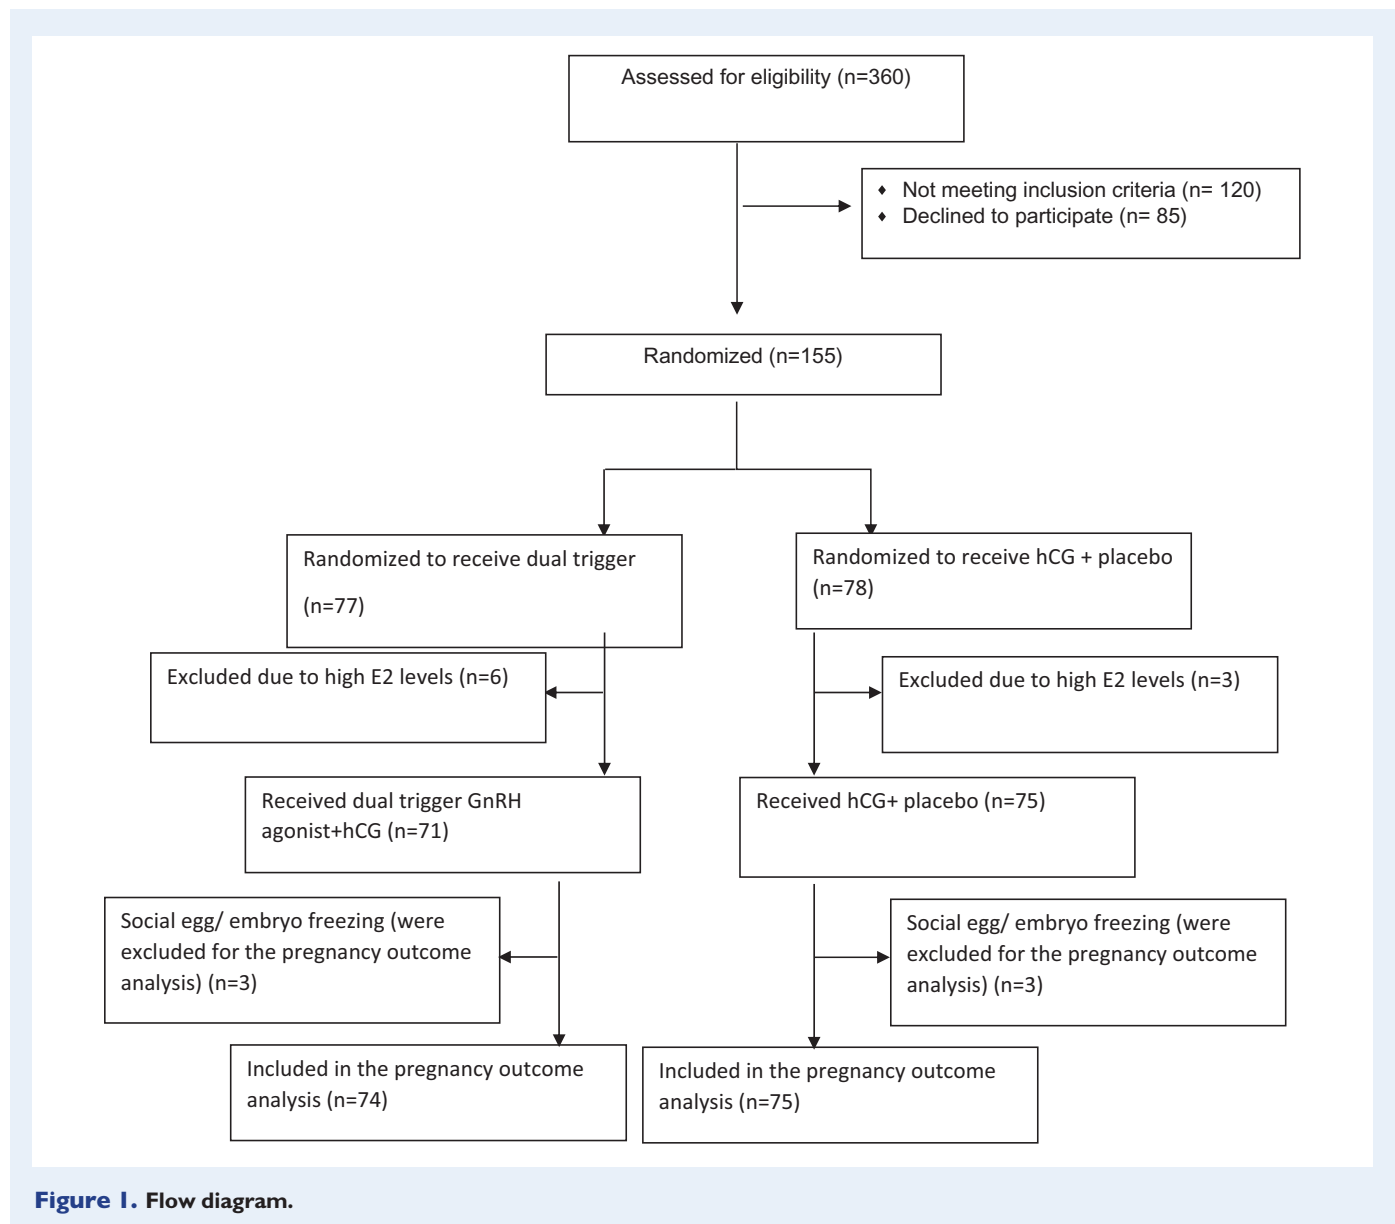 Assessed for eligibility (n=360)
♦ Not meeting inclusion criteria (n= 120)
♦ Declined to participate (n= 85)
Randomized (n=155)
Randomized to receive dual trigger
(n=77)
Randomized to receive hCG + placebo
(n=78)
Excluded due to high E2 levels (n=6)
Excluded due to high E2 levels (n=3)
Received dual trigger GnRH
agonist+hCG (n=71)
Received hCG+ placebo (n=75)
Social egg/ embryo freezing (were
excluded for the pregnancy outcome
analysis) (n=3)
Social egg/ embryo freezing (were
excluded for the pregnancy outcome
analysis) (n=3)
Included in the pregnancy outcome
analysis (n=74)
Included in the pregnancy outcome
analysis (n=75)
Figure 1. Flow diagram.